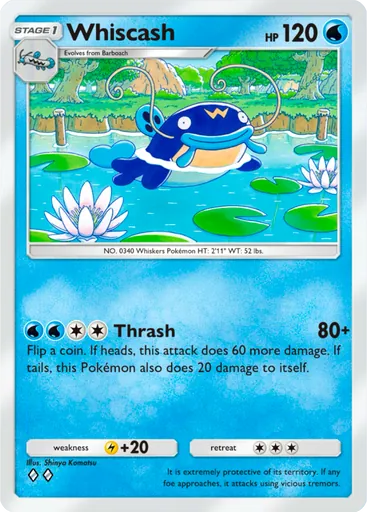 STAGE 1
Whiscash
HP 120
Evolves from Barboach
NO. 0340 Whiskers Pokémon HT: 2'11" WT: 52 lbs.
Thrash 80+
Flip a coin. If heads, this attack does 60 more damage. If
tails, this Pokémon also does 20 damage to itself.
weakness +20 retreat
Illus. Shinya Komatsu
It is extremely protective of its territory. If any
foe approaches, it attacks using vicious tremors.